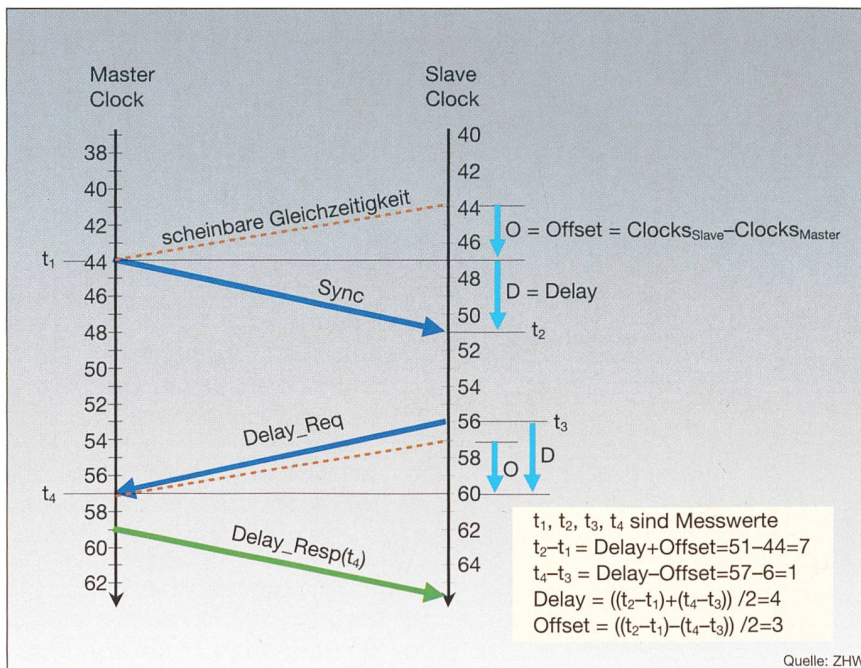 Master
Clock
Slave
Clock
38
40
42
44
46
48
50
52
54
56
58
60
62
t1
t4
scheinbare Gleichzeitigkeit
Sync
Delay_Req
Delay_Resp(t4)
40
42
44
46
48
50
52
54
56
58
60
62
64
O = Offset = ClocksSlave–ClocksMaster
D = Delay
t2
t3
O
D
t1, t2, t3, t4 sind Messwerte
t2–t1 = Delay+Offset=51–44=7
t4–t3 = Delay–Offset=57–6=1
Delay = ((t2–t1)+(t4–t3)) /2=4
Offset = ((t2–t1)–(t4–t3)) /2=3
Quelle: ZHW